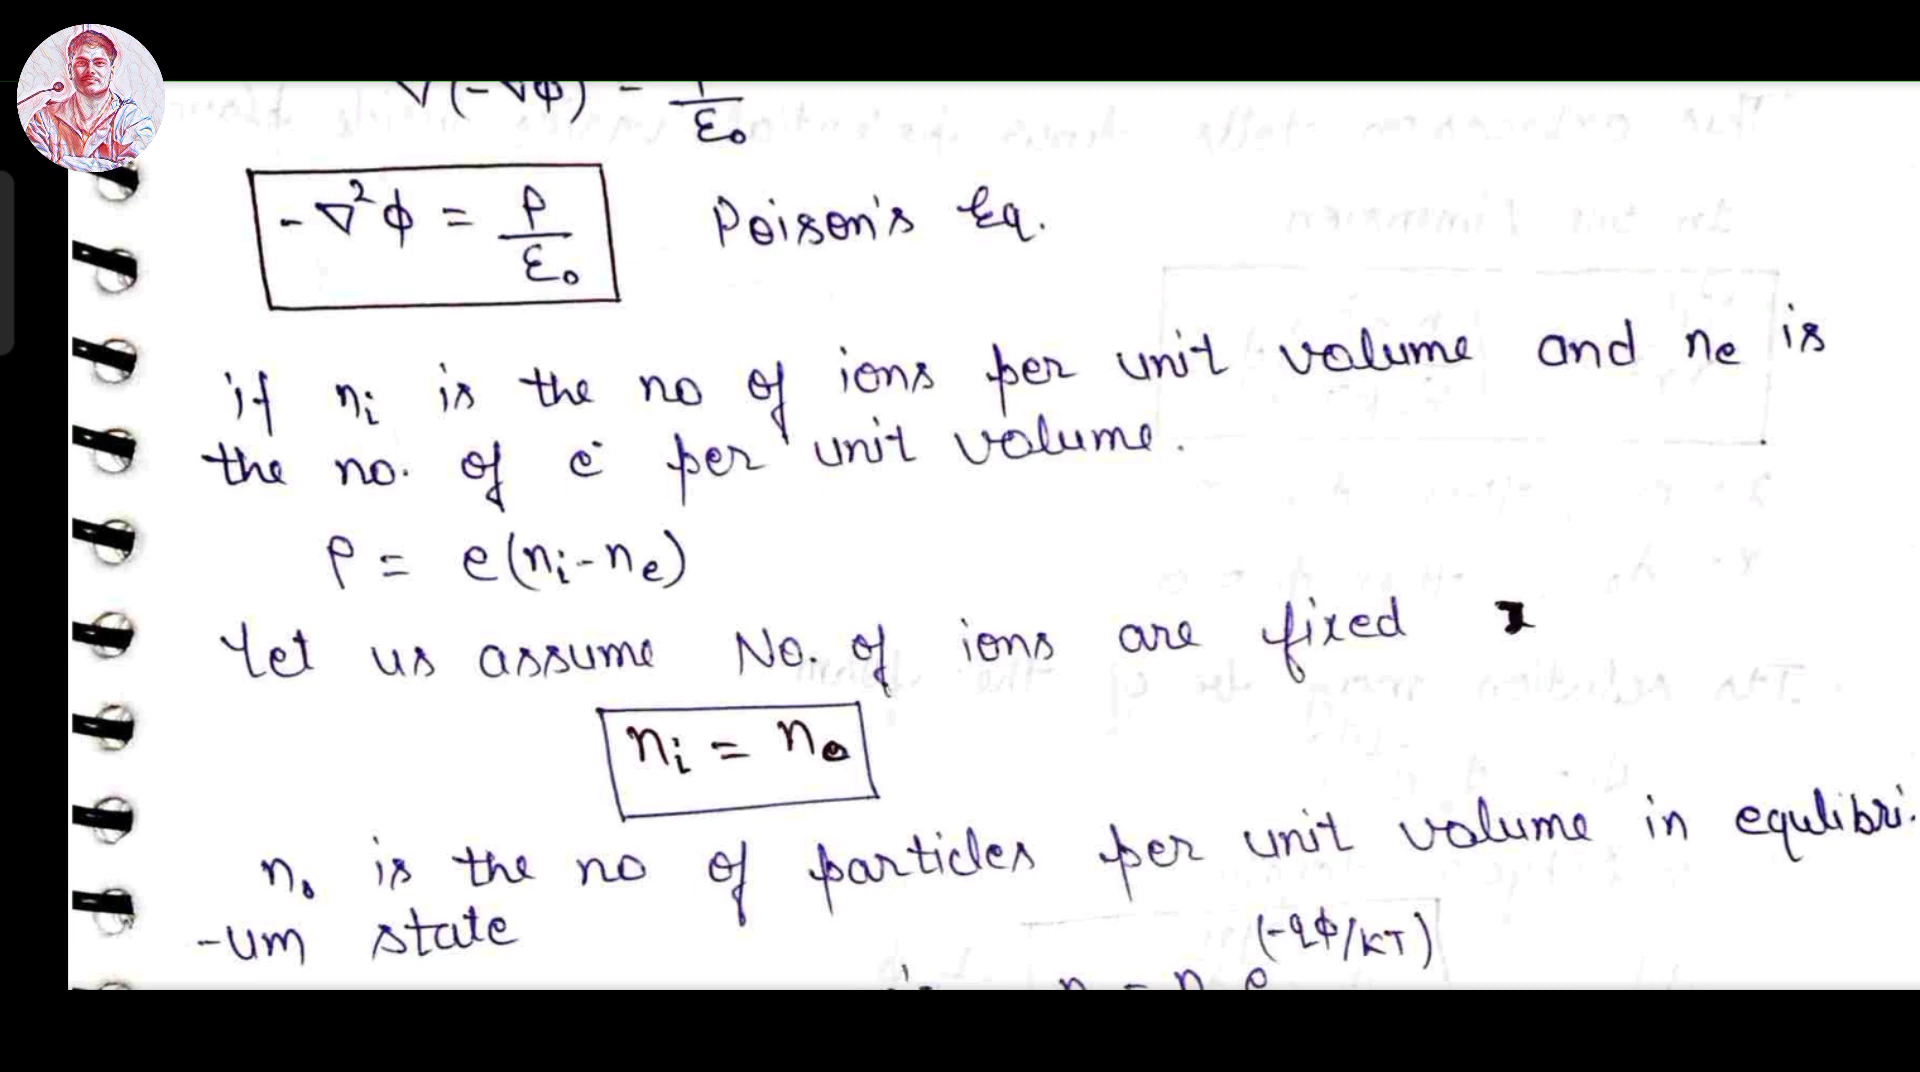 ∇(-∇φ) = 
ε₀
-∇²φ = ρ/ε₀ Poison's Eq.
if nᵢ is the no of ions per unit volume and nₑ is
the no. of e⁻ per unit volume.
ρ = e(nᵢ-nₑ)
Let us assume No. of ions are fixed
nᵢ = n₀
n₀ is the no of particles per unit volume in equlibri-
-um state
(-qφ/KT)